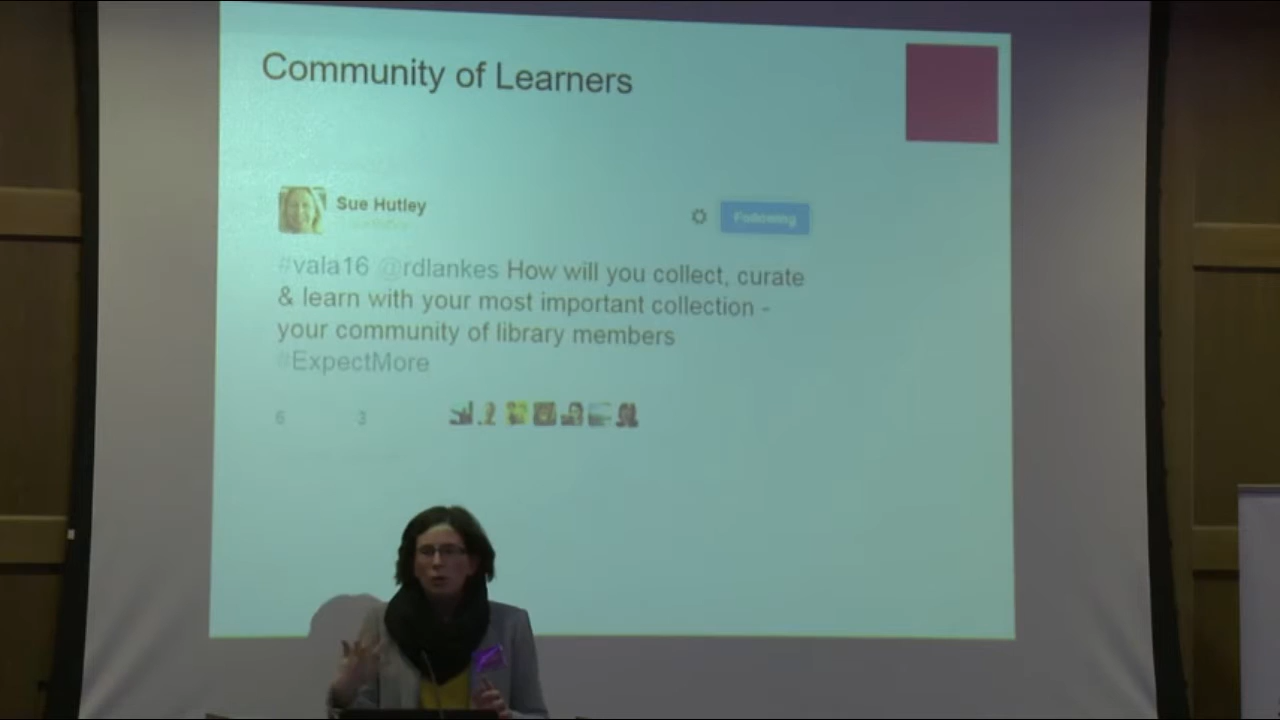 Community of Learners
Sue Hutley
Following
#vala16 @rdlankes How will you collect, curate
& learn with your most important collection -
your community of library members
#ExpectMore
6 3